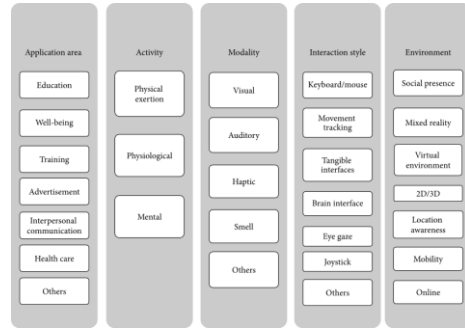 Application area
Education
Well-being
Training
Advertisement
Interpersonal
communication
Health care
Others
Activity
Physical
exertion
Physiological
Mental
Modality
Visual
Auditory
Haptic
Smell
Others
Interaction style
Keyboard/mouse
Movement
tracking
Tangible
interfaces
Brain interface
Eye gaze
Joystick
Others
Environment
Social presence
Mixed reality
Virtual
environment
2D/3D
Location
awareness
Mobility
Online